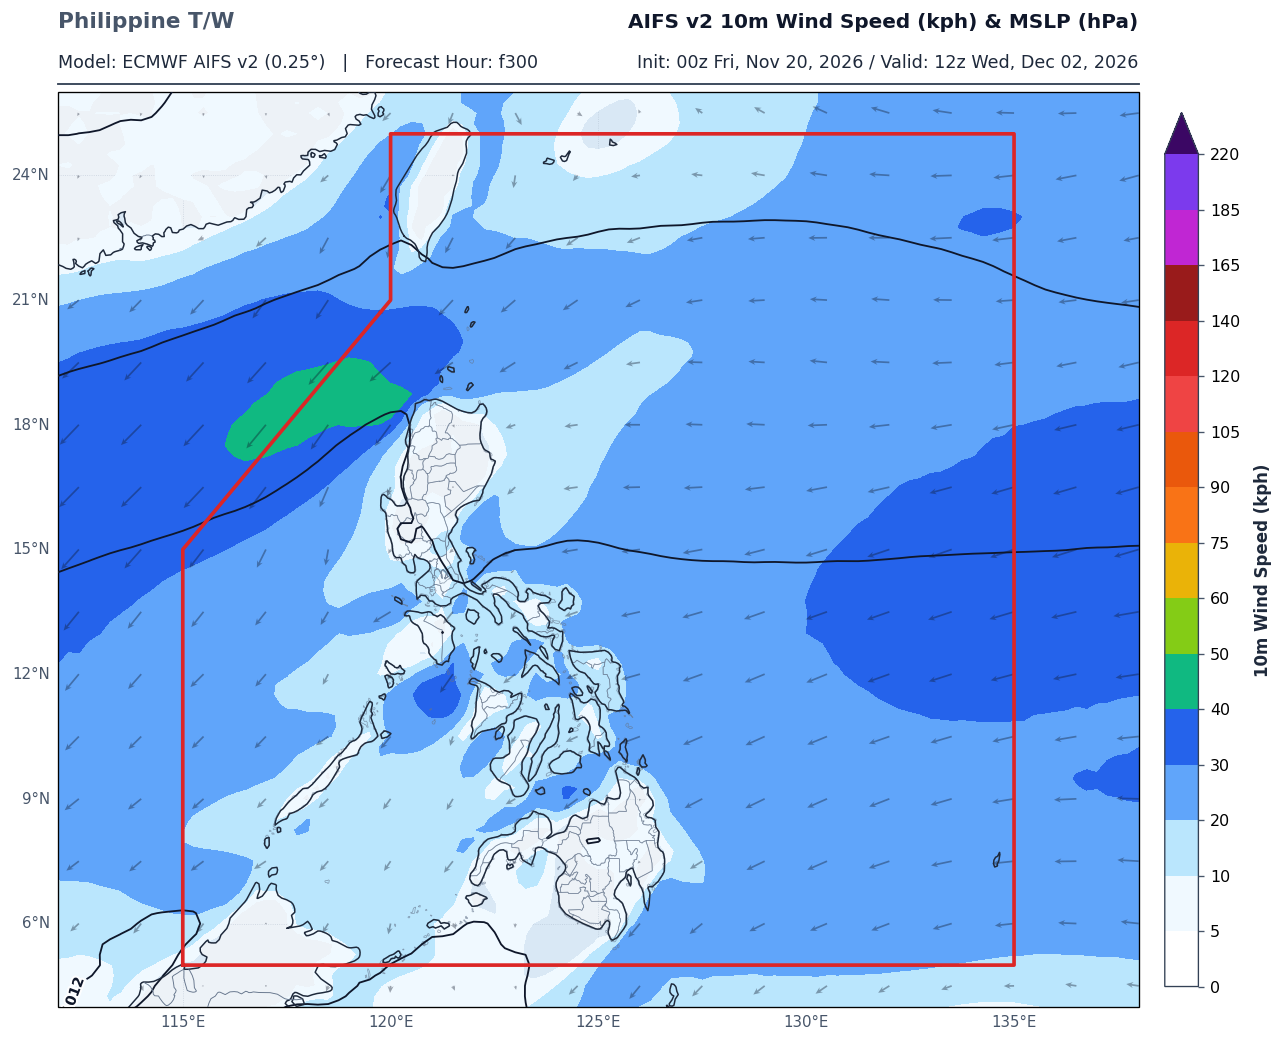 Philippine T/W
AIFS v2 10m Wind Speed (kph) & MSLP (hPa)
Model: ECMWF AIFS v2 (0.25°) | Forecast Hour: f300
Init: 00z Fri, Nov 20, 2026 / Valid: 12z Wed, Dec 02, 2026
24°N
21°N
18°N
15°N
12°N
9°N
6°N
115°E
120°E
125°E
130°E
135°E
012
220
185
165
140
120
105
90
75
60
50
40
30
20
10
5
0
10m Wind Speed (kph)